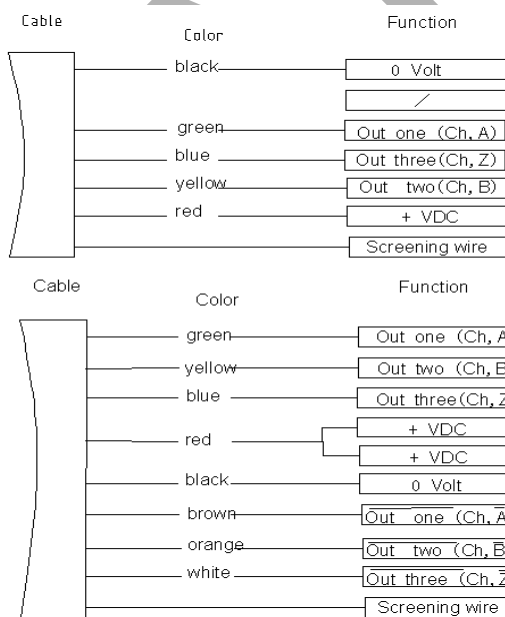 Cable Color Function
black 0 Volt
/
green Out one (Ch, A)
blue Out three(Ch, Z)
yellow Out two(Ch, B)
red + VDC
Screening wire
Cable Color Function
green Out one (Ch, A
yellow Out two (Ch, B
blue Out three(Ch, Z
red + VDC
+ VDC
black 0 Volt
brown Out one (Ch, A
orange Out two (Ch, B
white Out three (Ch, Z
Screening wire